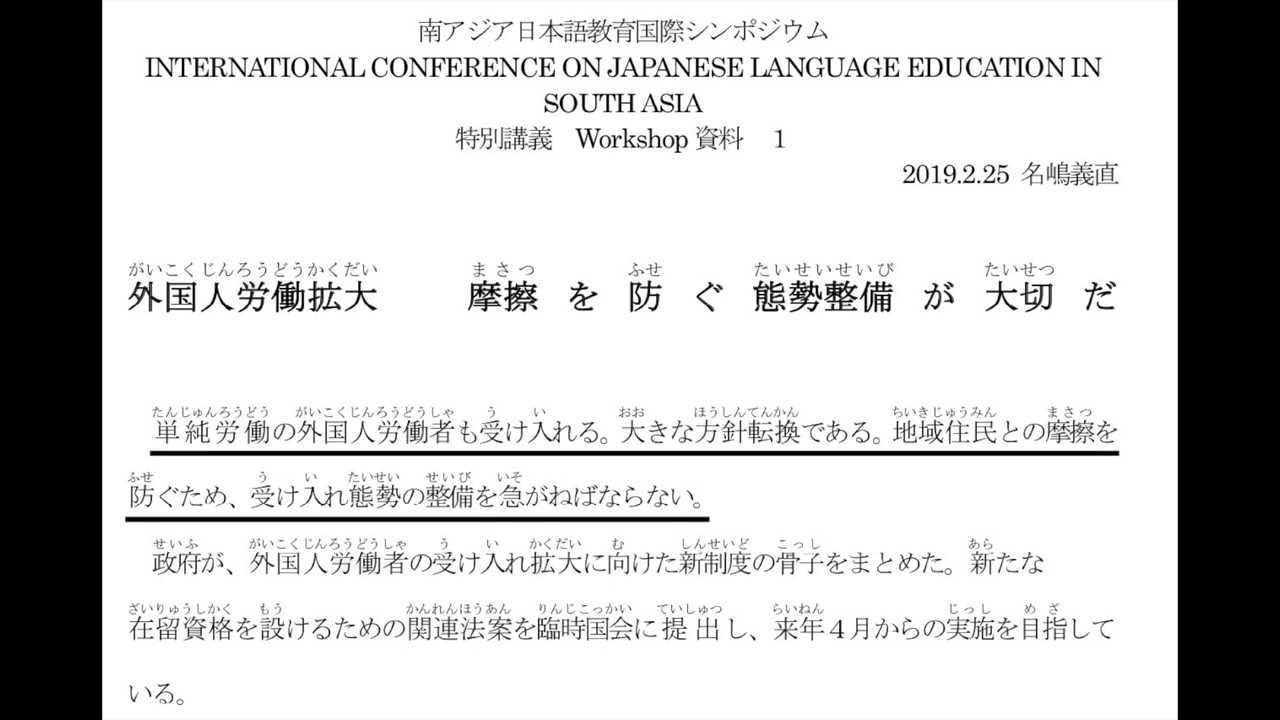 南アジア日本語教育国際シンポジウム
INTERNATIONAL CONFERENCE ON JAPANESE LANGUAGE EDUCATION IN
SOUTH ASIA
特別講義 Workshop 資料 1
2019.2.25 名嶋義直
がいこくじんろうどうかくだい まさつ ふせ たいせいせいび たいせつ
外国人労働拡大 摩擦 を 防 ぐ 態勢整備 が 大切 だ
たんじゅんろうどう がいこくじんろうどうしゃ う い おお ほうしんてんかん ちいきじゅうみん まさつ
単純労働の外国人労働者も受け入れる。大きな方針転換である。地域住民との摩擦を
ふせ う い たいせい せいび いそ
防ぐため、受け入れ態勢の整備を急がねばならない。
せいふ がいこくじんろうどうしゃ う い かくだい む しんせいど こっし あら
政府が、外国人労働者の受け入れ拡大に向けた新制度の骨子をまとめた。新たな
ざいりゅうしかく もう かんれんほうあん りんじこっかい ていしゅつ らいねん じっし めざ
在留資格を設けるための関連法案を臨時国会に提出し、来年４月からの実施を目指して
いる。